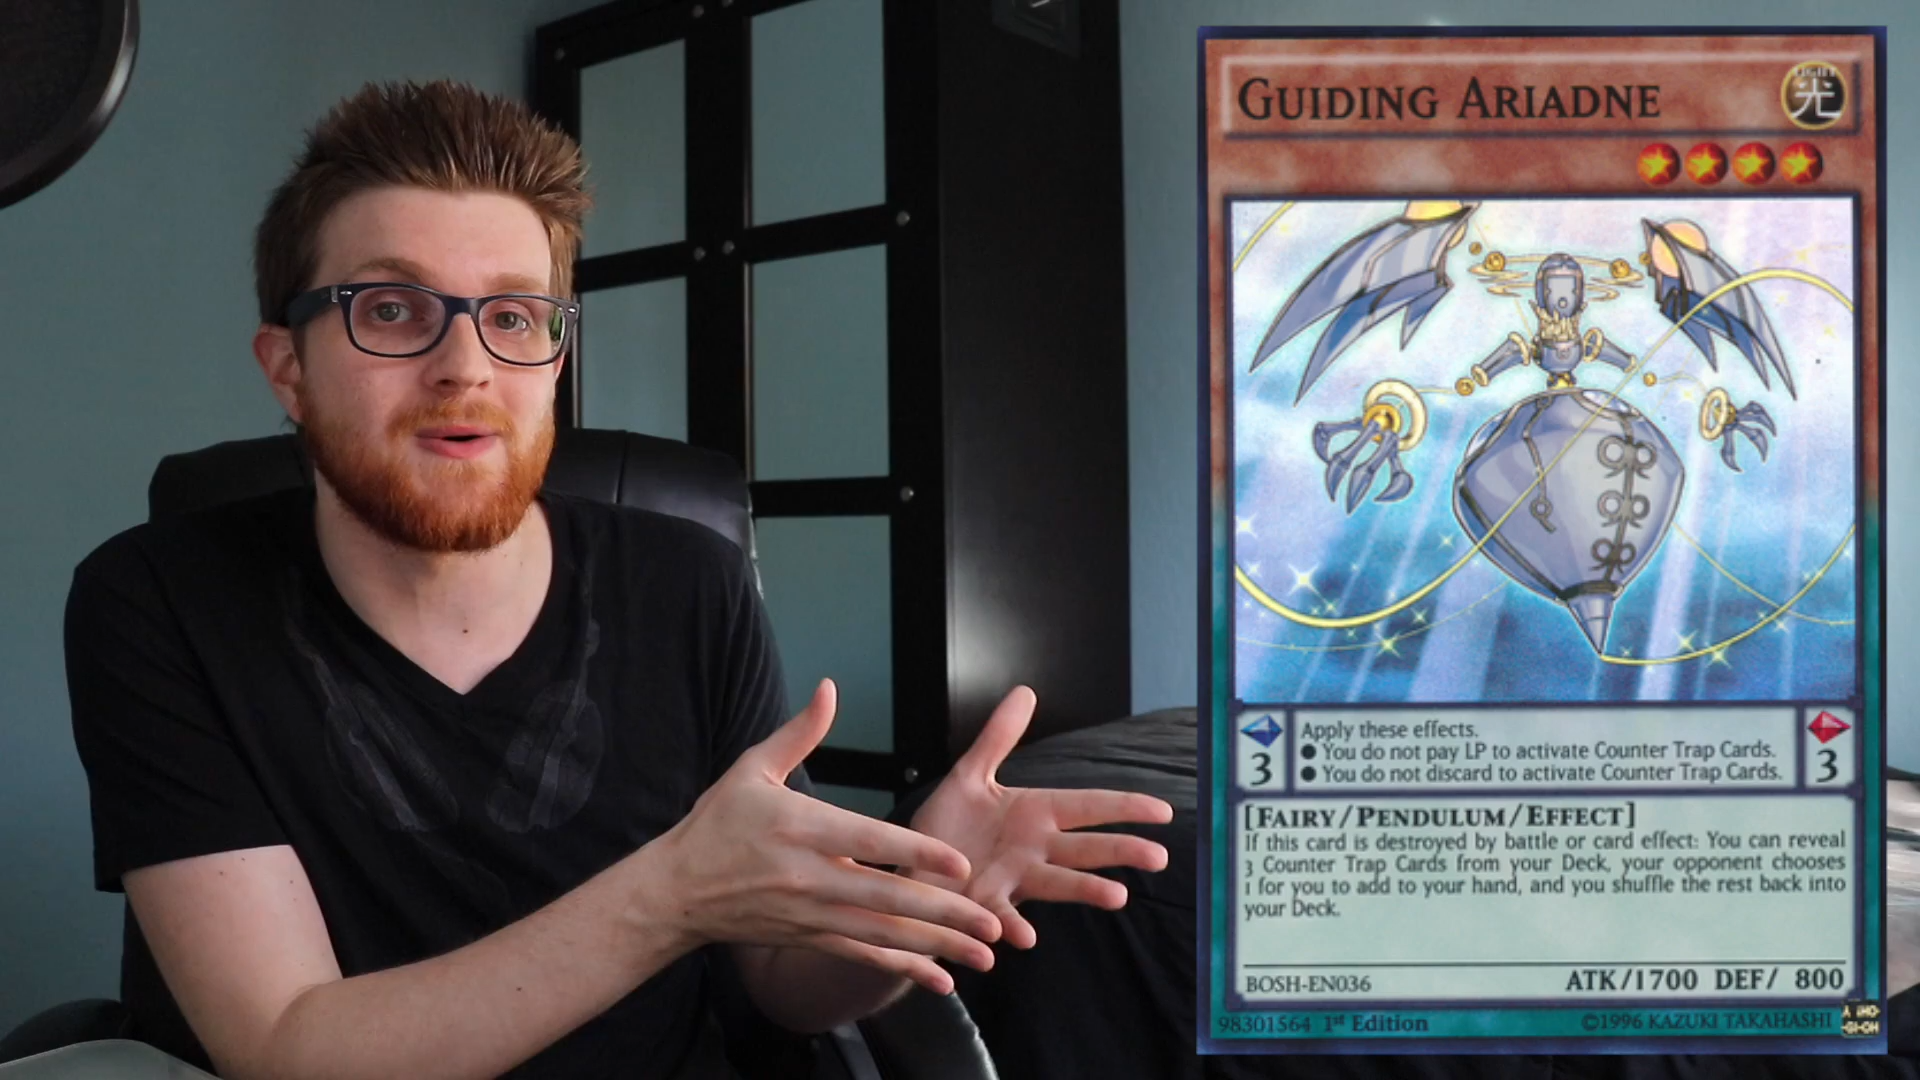 GUIDING ARIADNE
LIGHT
光
Apply these effects.
● You do not pay LP to activate Counter Trap Cards.
● You do not discard to activate Counter Trap Cards.
3
3
[FAIRY/PENDULUM/EFFECT]
If this card is destroyed by battle or card effect: You can reveal
3 Counter Trap Cards from your Deck, your opponent chooses
1 for you to add to your hand, and you shuffle the rest back into
your Deck.
BOSH-EN036
ATK/1700 DEF/ 800
98301564 1st Edition
©1996 KAZUKI TAKAHASHI